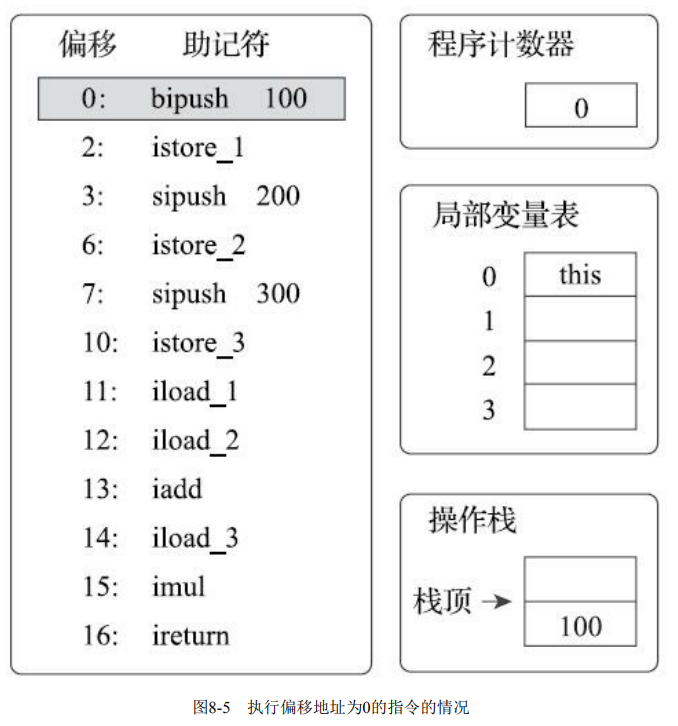 偏移 助记符
0: bipush 100
2: istore_1
3: sipush 200
6: istore_2
7: sipush 300
10: istore_3
11: iload_1
12: iload_2
13: iadd
14: iload_3
15: imul
16: ireturn
程序计数器
0
局部变量表
0 this
1
2
3
操作栈
栈顶
100
图8-5 执行偏移地址为0的指令的情况